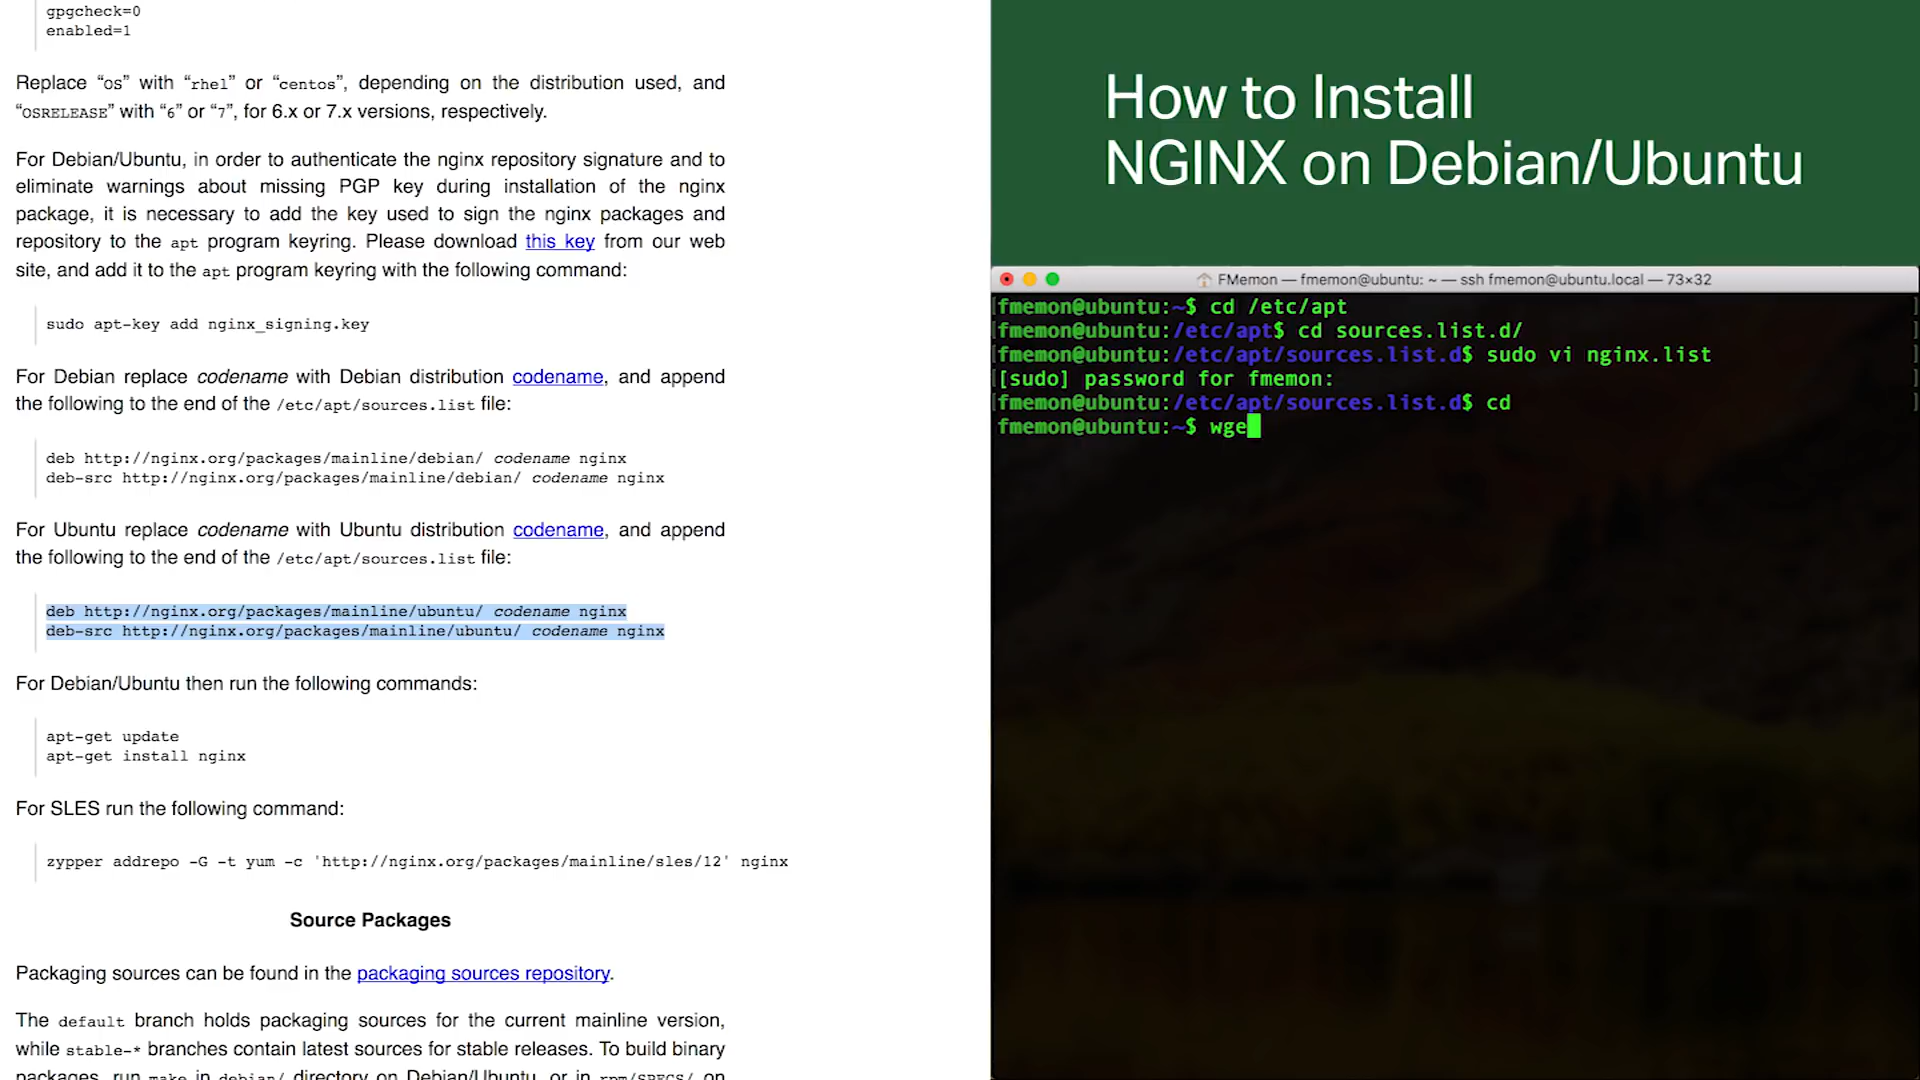 gpgcheck=0
enabled=1
Replace “OS” with “rhel” or “centos”, depending on the distribution used, and
“OSRELEASE” with “6” or “7”, for 6.x or 7.x versions, respectively.
For Debian/Ubuntu, in order to authenticate the nginx repository signature and to
eliminate warnings about missing PGP key during installation of the nginx
package, it is necessary to add the key used to sign the nginx packages and
repository to the apt program keyring. Please download this key from our web
site, and add it to the apt program keyring with the following command:
sudo apt-key add nginx_signing.key
For Debian replace codename with Debian distribution codename, and append
the following to the end of the /etc/apt/sources.list file:
deb http://nginx.org/packages/mainline/debian/ codename nginx
deb-src http://nginx.org/packages/mainline/debian/ codename nginx
For Ubuntu replace codename with Ubuntu distribution codename, and append
the following to the end of the /etc/apt/sources.list file:
deb http://nginx.org/packages/mainline/ubuntu/ codename nginx
deb-src http://nginx.org/packages/mainline/ubuntu/ codename nginx
For Debian/Ubuntu then run the following commands:
apt-get update
apt-get install nginx
For SLES run the following command:
zypper addrepo -G -t yum -c 'http://nginx.org/packages/mainline/sles/12' nginx
Source Packages
Packaging sources can be found in the packaging sources repository.
The default branch holds packaging sources for the current mainline version,
while stable-* branches contain latest sources for stable releases. To build binary
packages, run make in debian/ directory on Debian/Ubuntu, or in rpm/SPECS/ on
How to Install
NGINX on Debian/Ubuntu
FMemon — fmemon@ubuntu: ~ — ssh fmemon@ubuntu.local — 73×32
fmemon@ubuntu:~$ cd /etc/apt
fmemon@ubuntu:/etc/apt$ cd sources.list.d/
fmemon@ubuntu:/etc/apt/sources.list.d$ sudo vi nginx.list
[sudo] password for fmemon:
fmemon@ubuntu:/etc/apt/sources.list.d$ cd
fmemon@ubuntu:~$ wge